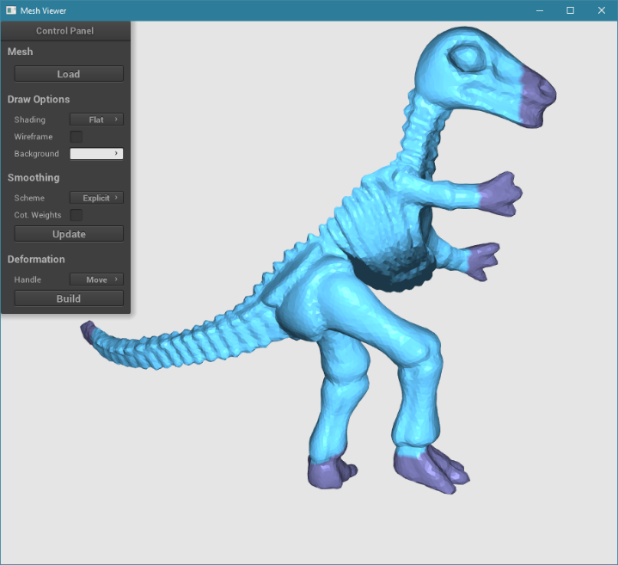 Mesh Viewer
Control Panel
Mesh
Load
Draw Options
Shading Flat
Wireframe
Background
Smoothing
Scheme Explicit
Cot. Weights
Update
Deformation
Handle Move
Build